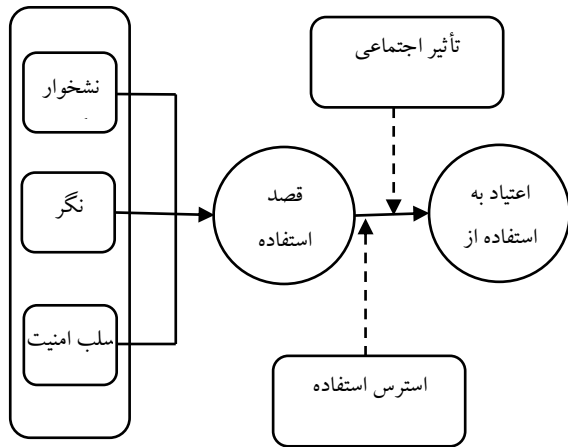 تأثیر اجتماعی
نشخوار
نگر
سلب امنیت
قصد
استفاده
اعتیاد به
استفاده از
استرس استفاده